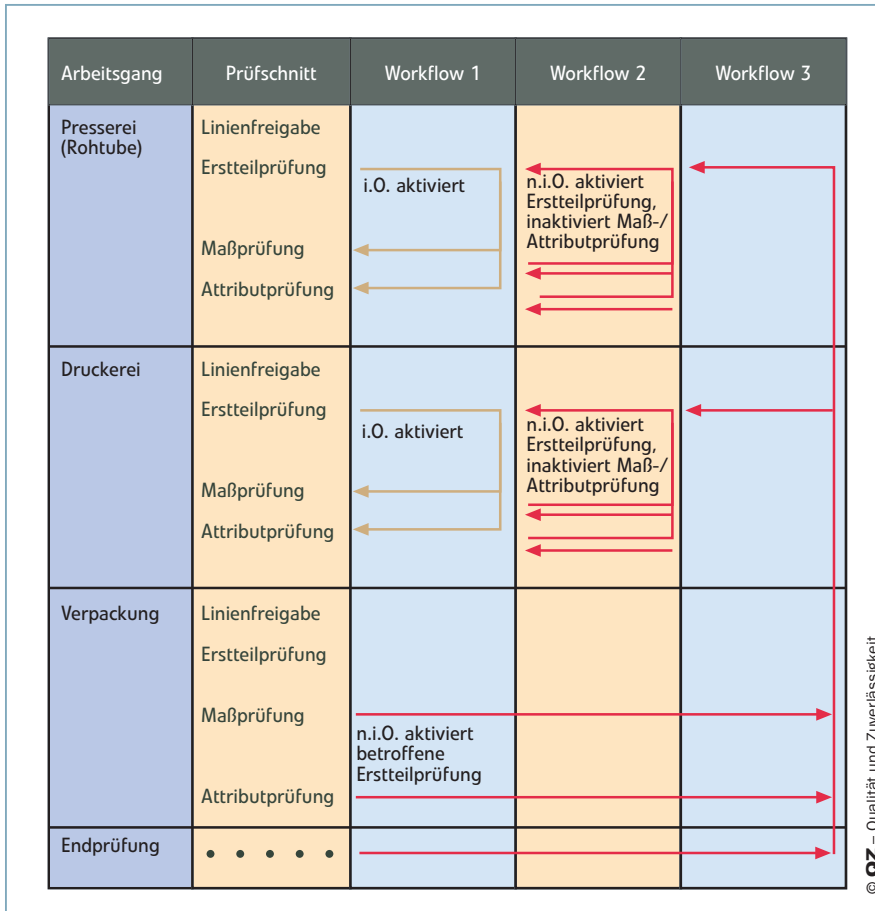 Arbeitsgang Prüfschnitt Workflow 1 Workflow 2 Workflow 3
Presserei
(Rohtube)
Linienfreigabe
Erstteilprüfung
Maßprüfung
Attributprüfung
i.O. aktiviert
n.i.O. aktiviert
Erstteilprüfung,
inaktiviert Maß-/
Attributprüfung
Druckerei
Linienfreigabe
Erstteilprüfung
Maßprüfung
Attributprüfung
i.O. aktiviert
n.i.O. aktiviert
Erstteilprüfung,
inaktiviert Maß-/
Attributprüfung
Verpackung
Linienfreigabe
Erstteilprüfung
Maßprüfung
Attributprüfung
n.i.O. aktiviert
betroffene
Erstteilprüfung
Endprüfung
© QZ – Qualität und Zuverlässigkeit